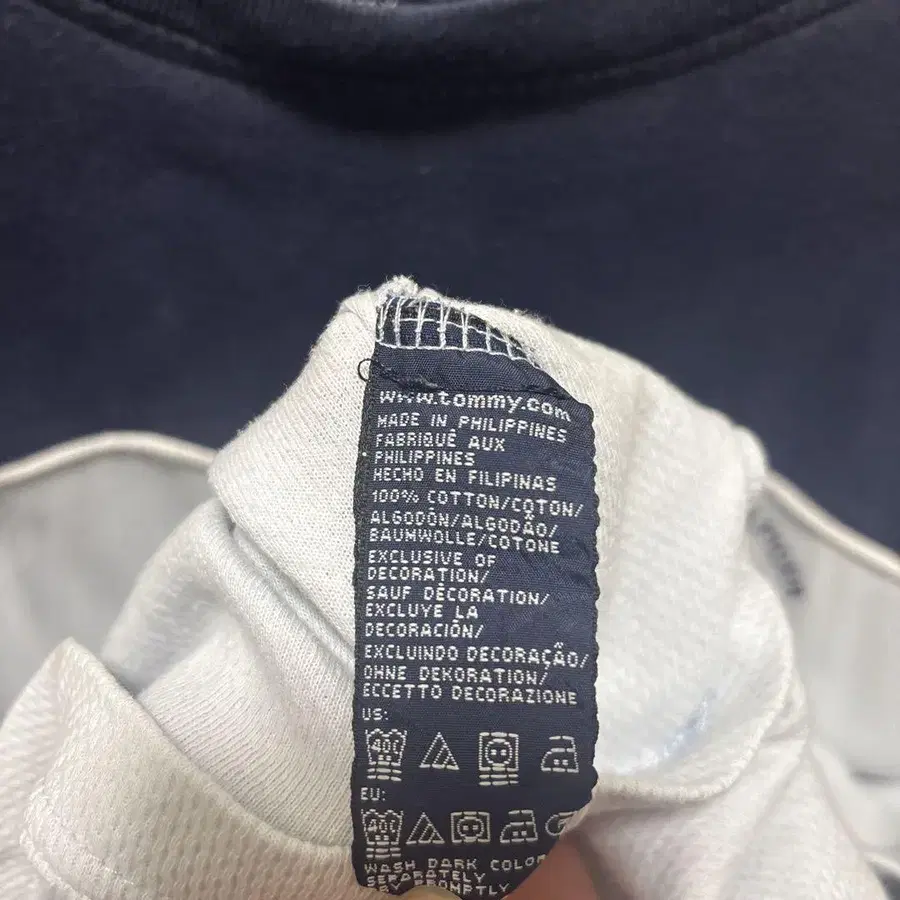 www.tommy.com
MADE IN PHILIPPINES
FABRIQUÉ AUX
PHILIPPINES
HECHO EN FILIPINAS
100% COTTON/COTON/
ALGODÓN/ALGODÃO/
BAUMWOLLE/COTONE
EXCLUSIVE OF
DECORATION/
SAUF DÉCORATION/
EXCLUYE LA
DECORACIÓN/
EXCLUINDO DECORAÇÃO/
OHNE DEKORATION/
ECCETTO DECORAZIONE
US:
40C
EU:
40C
WASH DARK
SEPARATELY
PROMPTLY